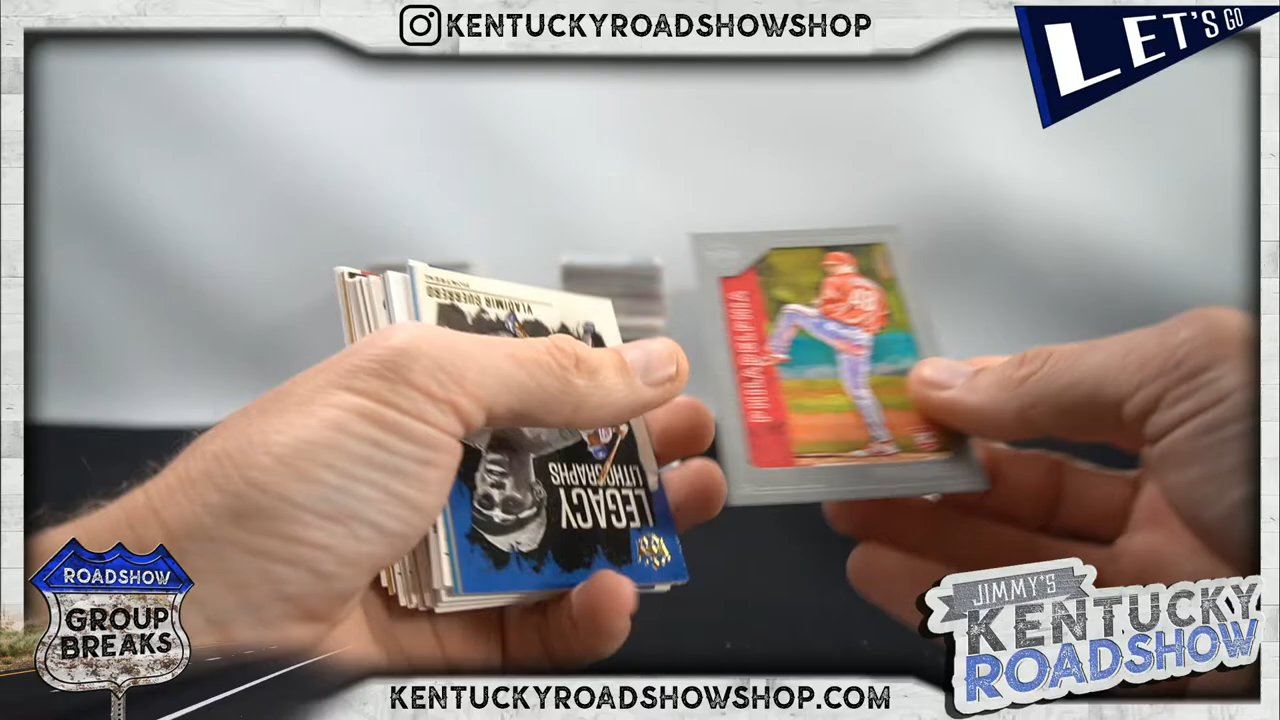 KENTUCKYROADSHOWSHOP
LET'S GO
VLADIMIR GUERRERO
PHILADELPHIA
LEGACY
LITHOGRAPHS
ROADSHOW
GROUP
BREAKS
JIMMY'S
KENTUCKY
ROADSHOW
KENTUCKYROADSHOWSHOP.COM